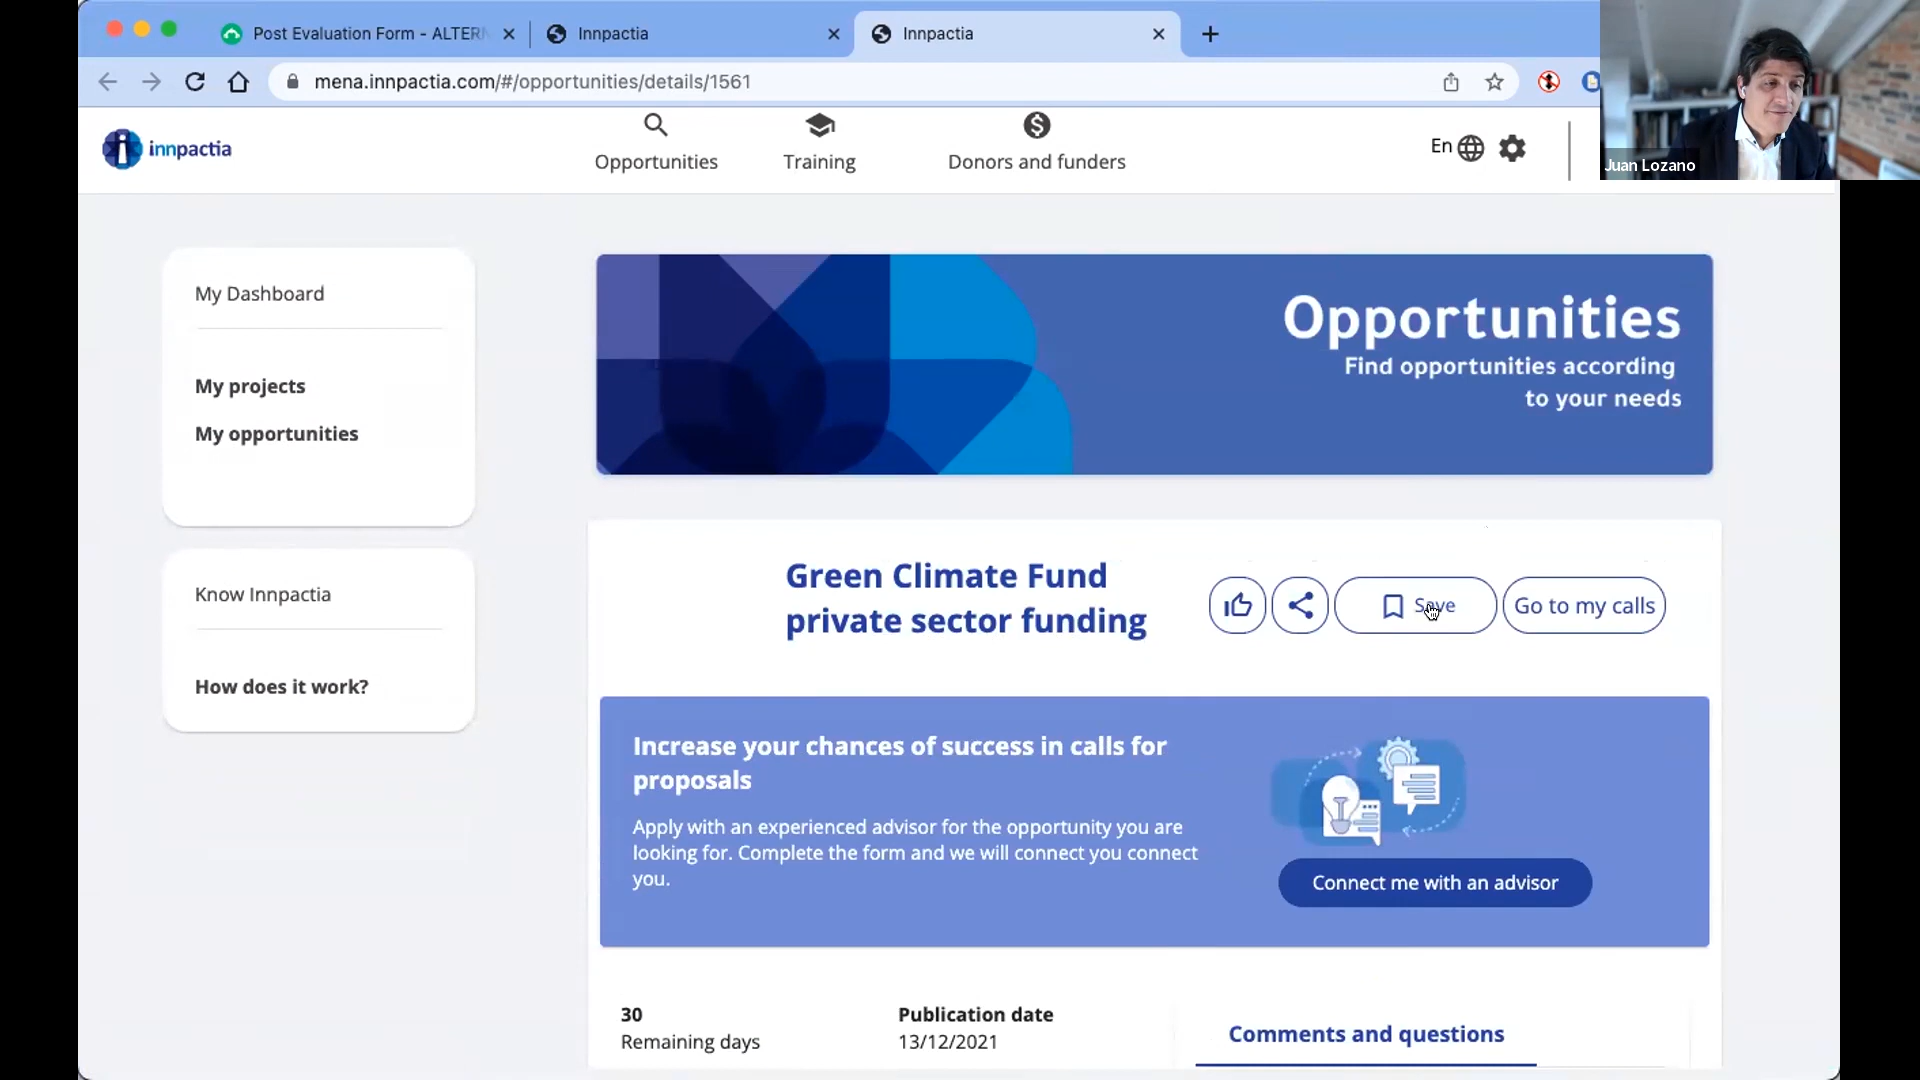 Post Evaluation Form - ALTERN
Innpactia
Innpactia
mena.innpactia.com/#/opportunities/details/1561
Juan Lozano
innpactia
Opportunities
Training
Donors and funders
En
My Dashboard
My projects
My opportunities
Know Innpactia
How does it work?
Opportunities
Find opportunities according
to your needs
Green Climate Fund
private sector funding
Save
Go to my calls
Increase your chances of success in calls for
proposals
Apply with an experienced advisor for the opportunity you are
looking for. Complete the form and we will connect you connect
you.
Connect me with an advisor
30
Remaining days
Publication date
13/12/2021
Comments and questions